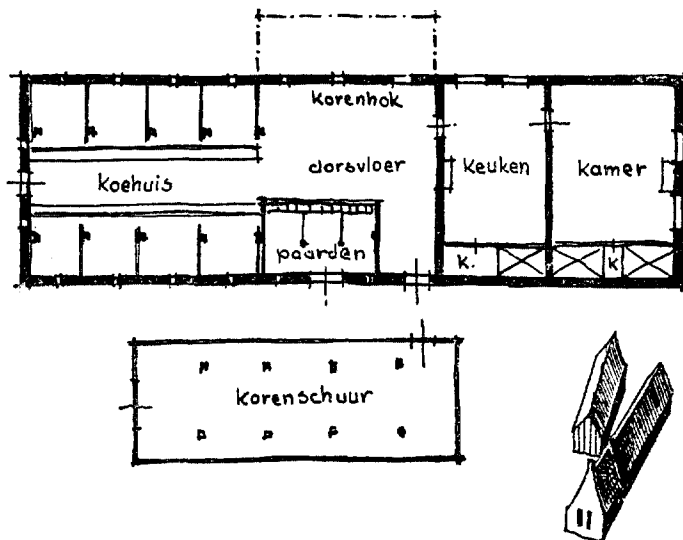 korenhok
dorsvloer
koehuis
keuken
kamer
paarden
k.
k
korenschuur